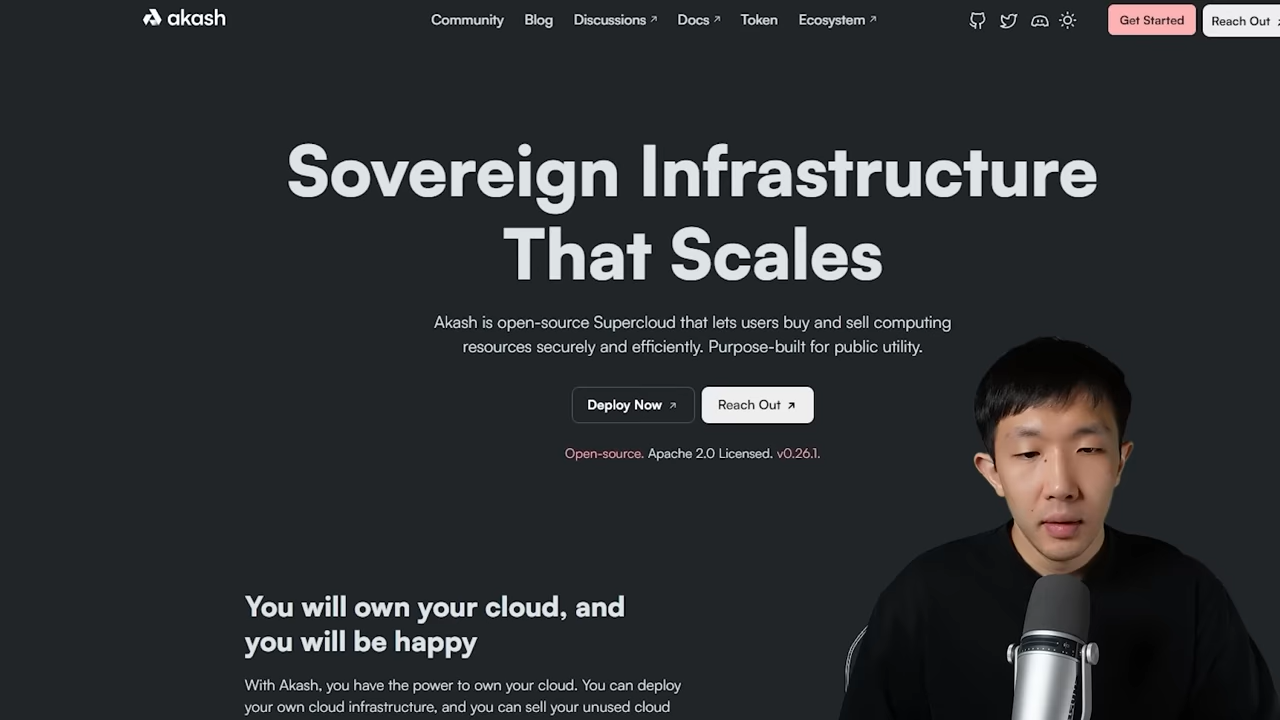 akash
Community Blog Discussions Docs Token Ecosystem
Get Started
Reach Out
Sovereign Infrastructure
That Scales
Akash is open-source Supercloud that lets users buy and sell computing
resources securely and efficiently. Purpose-built for public utility.
Deploy Now
Reach Out
Open-source. Apache 2.0 Licensed. v0.26.1.
You will own your cloud, and
you will be happy
With Akash, you have the power to own your cloud. You can deploy
your own cloud infrastructure, and you can sell your unused cloud